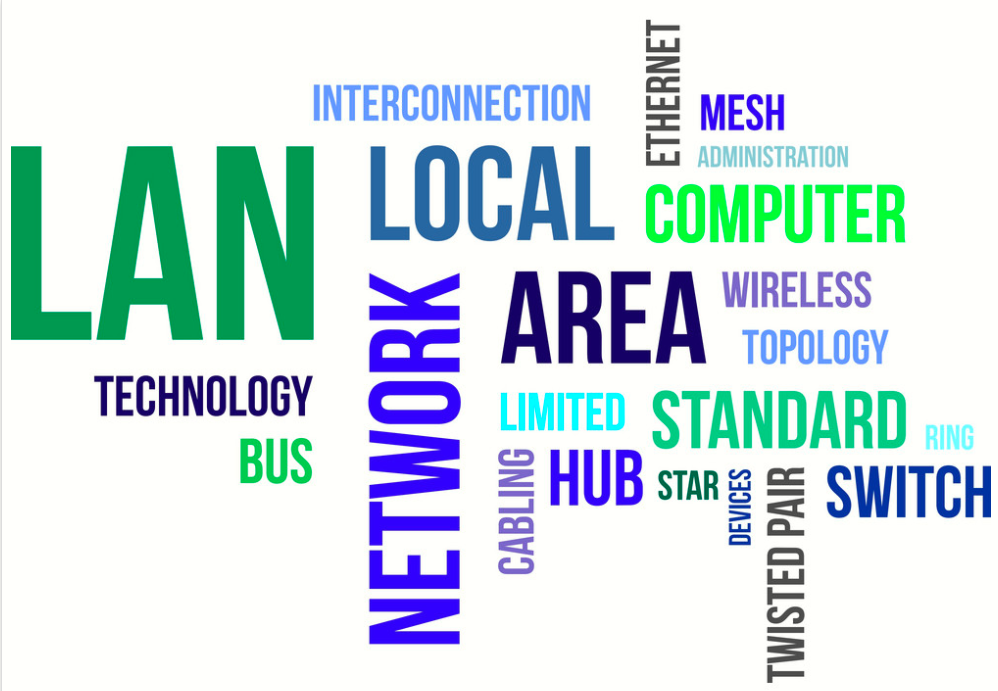 ETHERNET
INTERCONNECTION
MESH
ADMINISTRATION
LAN
LOCAL
COMPUTER
NETWORK
AREA
WIRELESS
TOPOLOGY
TECHNOLOGY
LIMITED
STANDARD
RING
BUS
CABLING
HUB
STAR
DEVICES
TWISTED PAIR
SWITCH